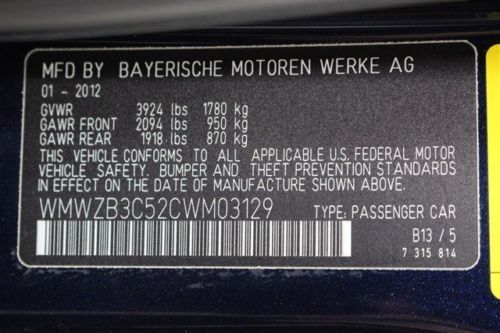 MFD BY BAYERISCHE MOTOREN WERKE AG
01 - 2012
GVWR 3924 lbs 1780 kg
GAWR FRONT 2094 lbs 950 kg
GAWR REAR 1918 lbs 870 kg
THIS VEHICLE CONFORMS TO ALL APPLICABLE U.S. FEDERAL MOTOR
VEHICLE SAFETY, BUMPER AND THEFT PREVENTION STANDARDS
IN EFFECT ON THE DATE OF MANUFACTURE SHOWN ABOVE.
WMWZB3C52CWM03129 TYPE: PASSENGER CAR
B13 / 5
7 315 814